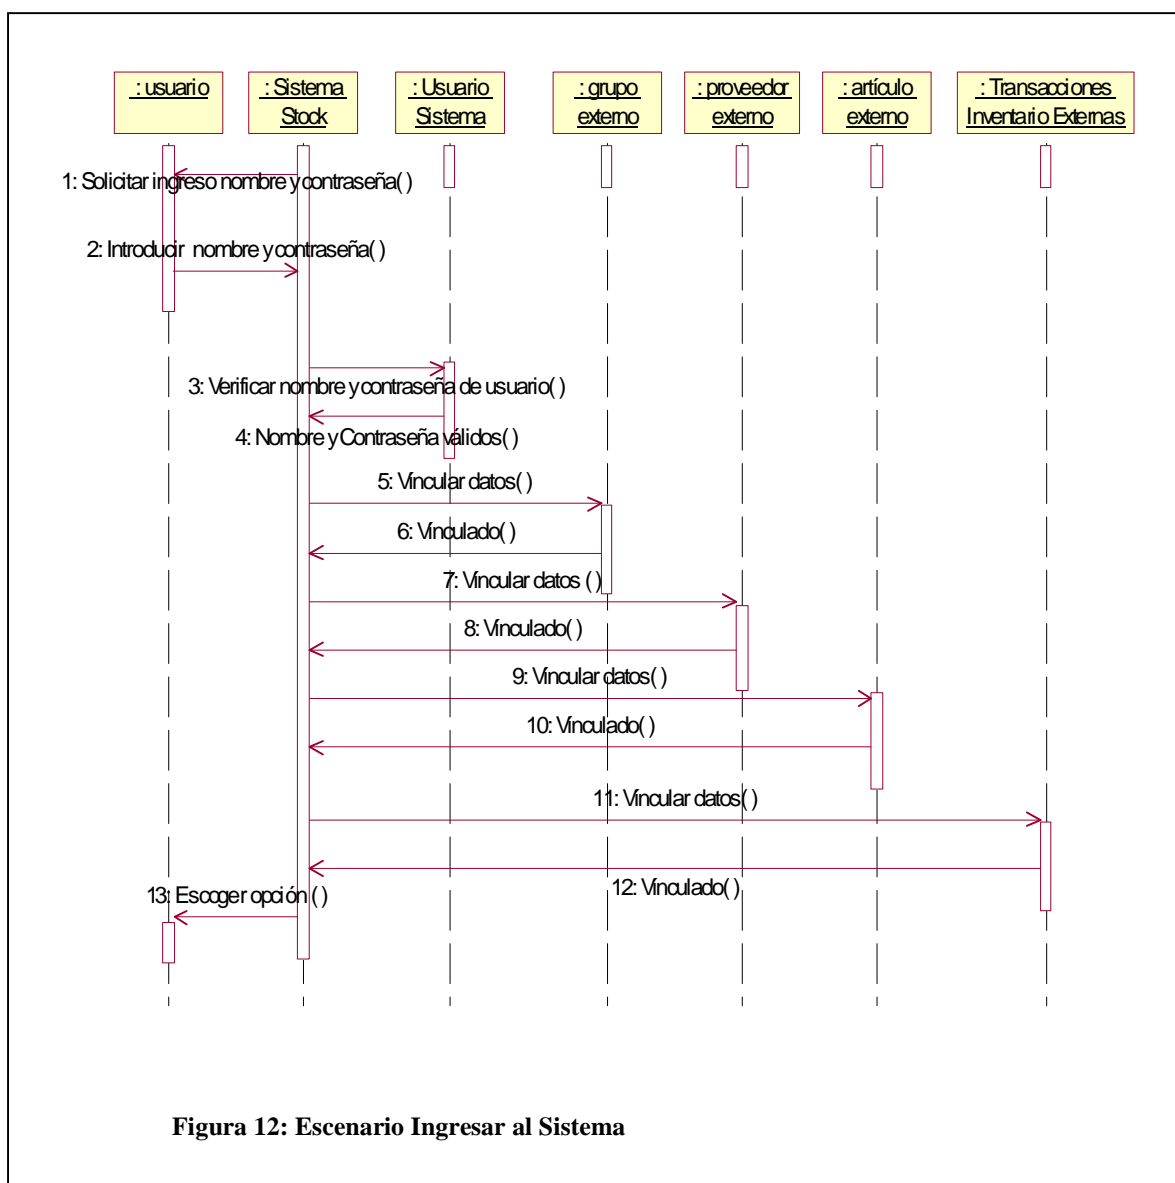 : usuario
: Sistema
Stock
: Usuario
Sistema
: grupo
externo
: proveedor
externo
: artículo
externo
: Transacciones
Inventario Externas
1: Solicitar ingreso nombre y contraseña( )
2: Introducir nombre y contraseña( )
3: Verificar nombre y contraseña de usuario( )
4: Nombre y Contraseña válidos( )
5: Vincular datos( )
6: Vinculado( )
7: Vincular datos ( )
8: Vinculado( )
9: Vincular datos( )
10: Vinculado( )
11: Vincular datos( )
12: Vinculado( )
13: Escoger opción ( )
Figura 12: Escenario Ingresar al Sistema